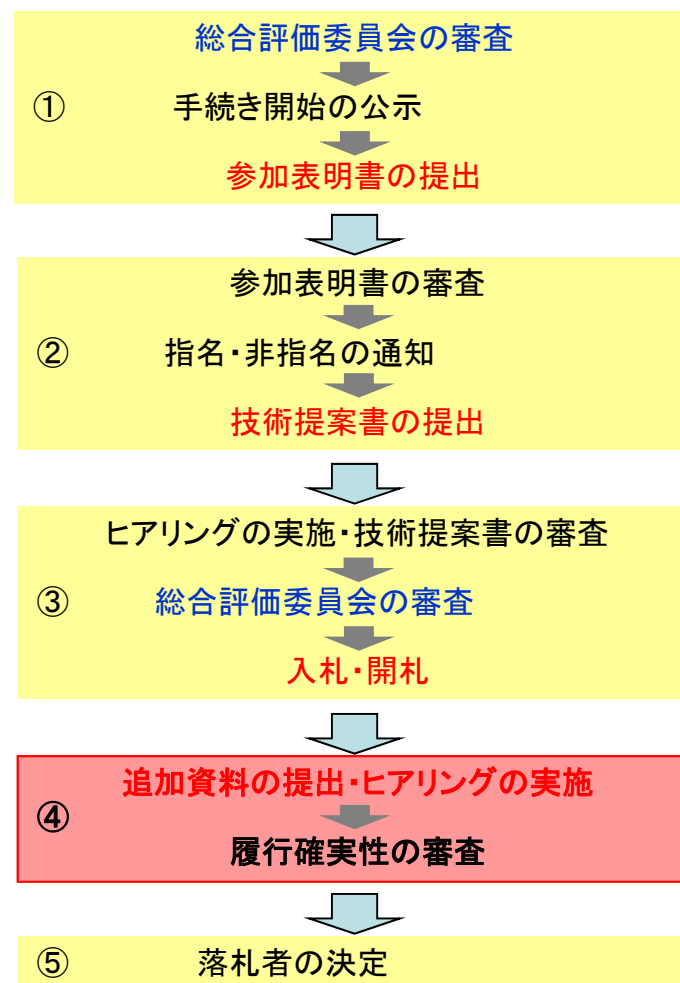 総合評価委員会の審査
① 手続き開始の公示
参加表明書の提出
参加表明書の審査
② 指名・非指名の通知
技術提案書の提出
ヒアリングの実施・技術提案書の審査
③ 総合評価委員会の審査
入札・開札
追加資料の提出・ヒアリングの実施
④
履行確実性の審査
⑤ 落札者の決定